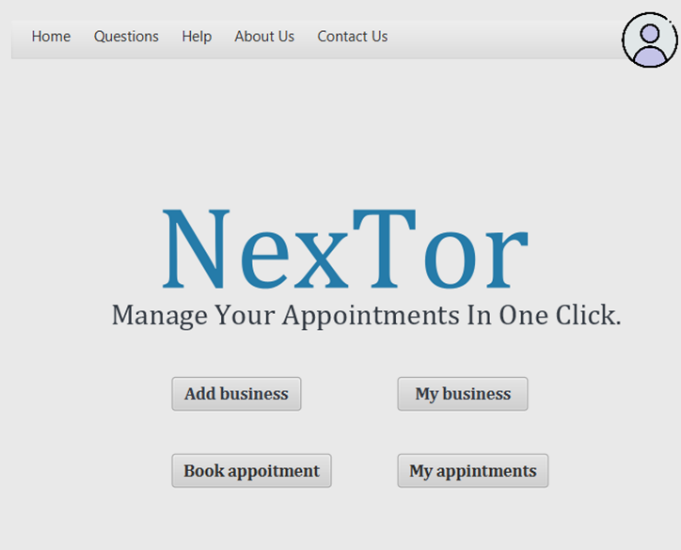 Home Questions Help About Us Contact Us
NexTor
Manage Your Appointments In One Click.
Add business My business
Book appoitment My appintments